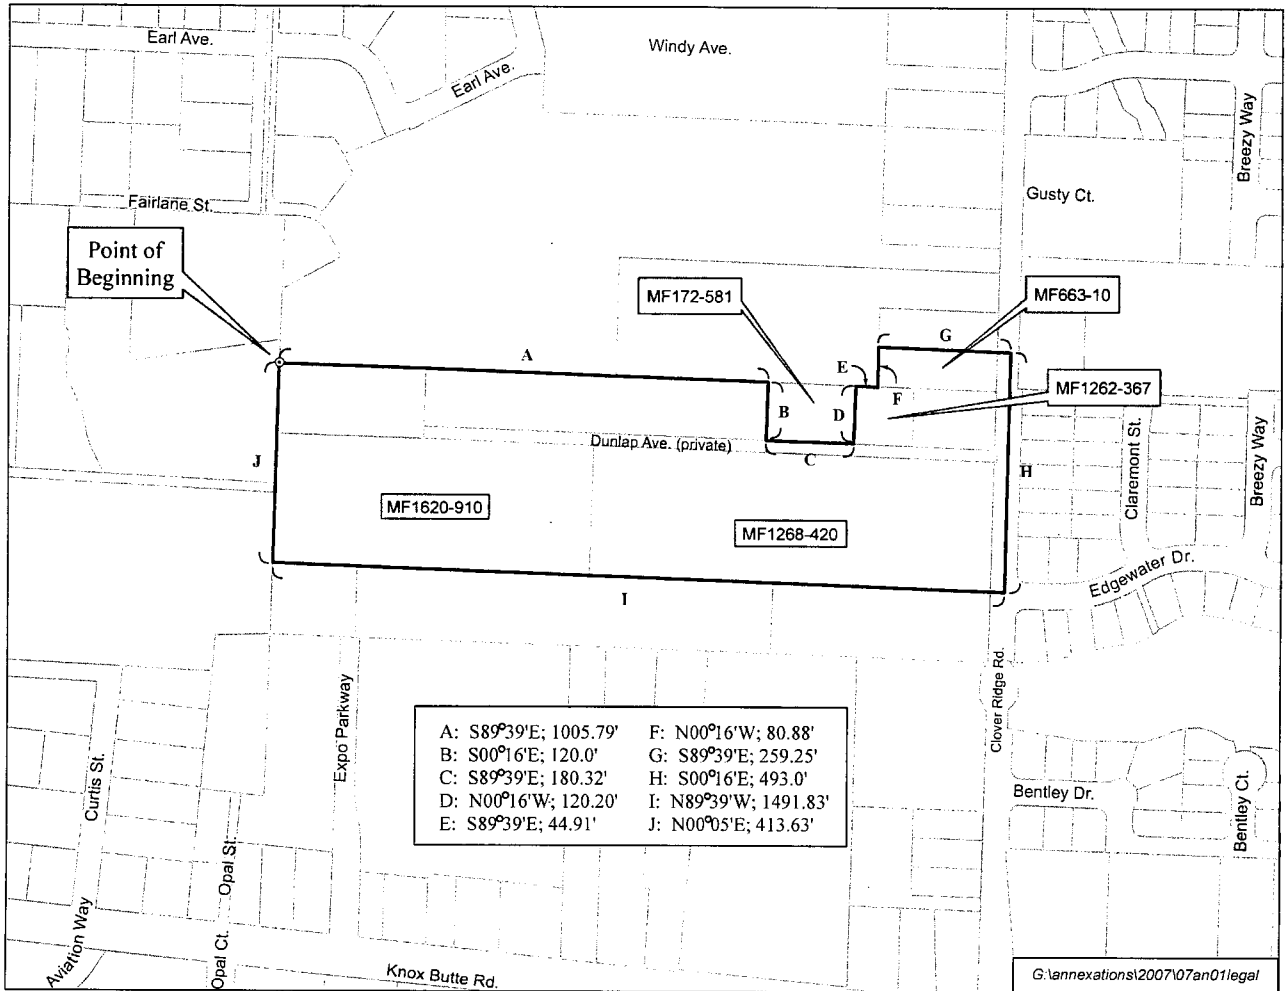 Earl Ave.
Windy Ave.
Earl Ave.
Breezy Way
Fairlane St.
Gusty Ct.
Point of
Beginning
MF172-581
MF663-10
G
A
E
F
MF1262-367
B
D
Dunlap Ave. (private)
C
J
H
Claremont St.
Breezy Way
MF1620-910
MF1268-420
Edgewater Dr.
I
Clover Ridge Rd.
Expo Parkway
A: S89°39'E; 1005.79'
B: S00°16'E; 120.0'
C: S89°39'E; 180.32'
D: N00°16'W; 120.20'
E: S89°39'E; 44.91'
F: N00°16'W; 80.88'
G: S89°39'E; 259.25'
H: S00°16'E; 493.0'
I: N89°39'W; 1491.83'
J: N00°05'E; 413.63'
Curtis St.
Bentley Dr.
Bentley Ct.
Opal St.
Aviation Way
Opal Ct.
Knox Butte Rd.
G:\annexations\2007\07an01legal